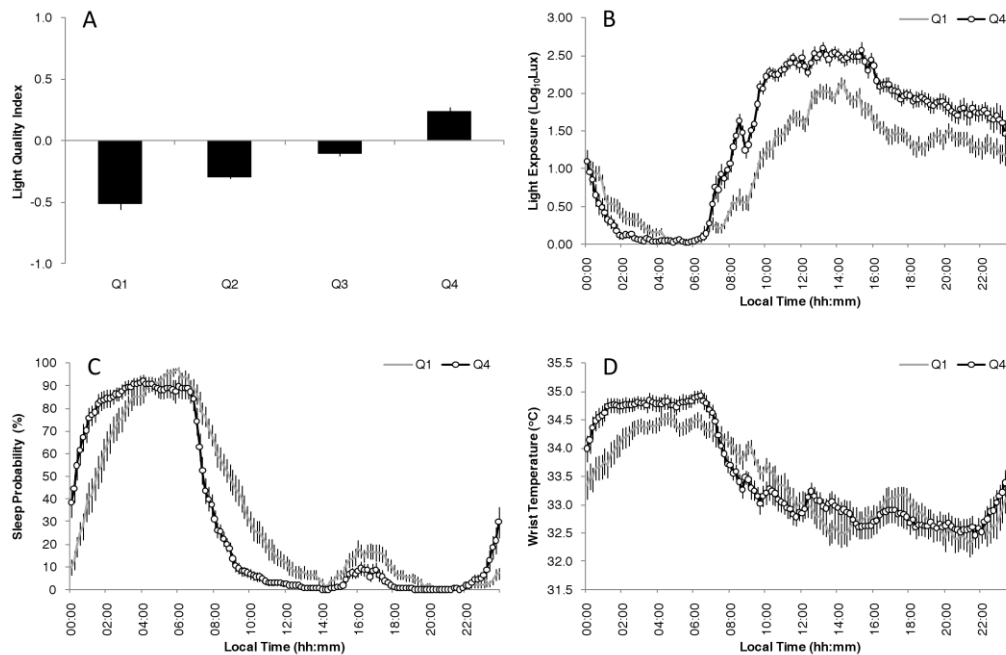 A
Light Quality Index
1.0
0.5
0.0
-0.5
-1.0
Q1 Q2 Q3 Q4
B
Q1 Q4
Light Exposure (Log10Lux)
3.00
2.50
2.00
1.50
1.00
0.50
0.00
00:00 02:00 04:00 06:00 08:00 10:00 12:00 14:00 16:00 18:00 20:00 22:00
Local Time (hh:mm)
C
Q1 Q4
Sleep Probability (%)
100
90
80
70
60
50
40
30
20
10
0
00:00 02:00 04:00 06:00 08:00 10:00 12:00 14:00 16:00 18:00 20:00 22:00
Local Time (hh:mm)
D
Q1 Q4
Wrist Temperature (°C)
35.5
35.0
34.5
34.0
33.5
33.0
32.5
32.0
31.5
00:00 02:00 04:00 06:00 08:00 10:00 12:00 14:00 16:00 18:00 20:00 22:00
Local Time (hh:mm)